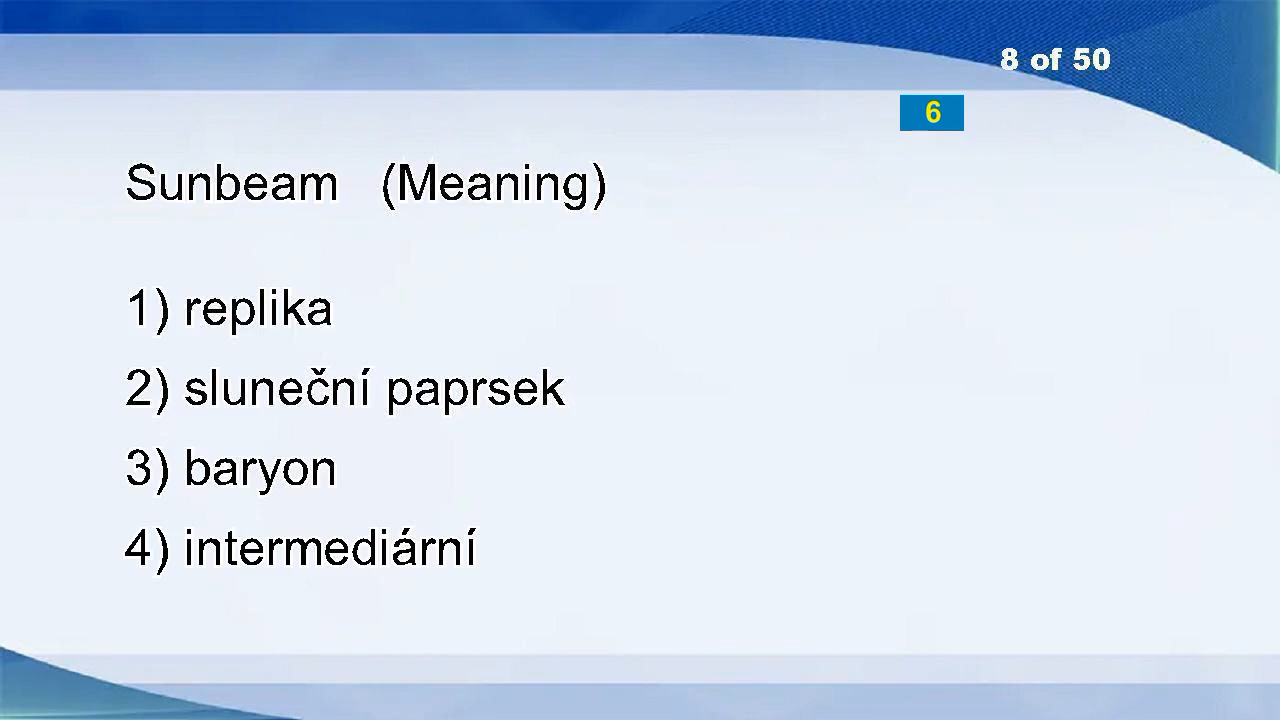 8 of 50
6
Sunbeam (Meaning)
1) replika
2) sluneční paprsek
3) baryon
4) intermediární